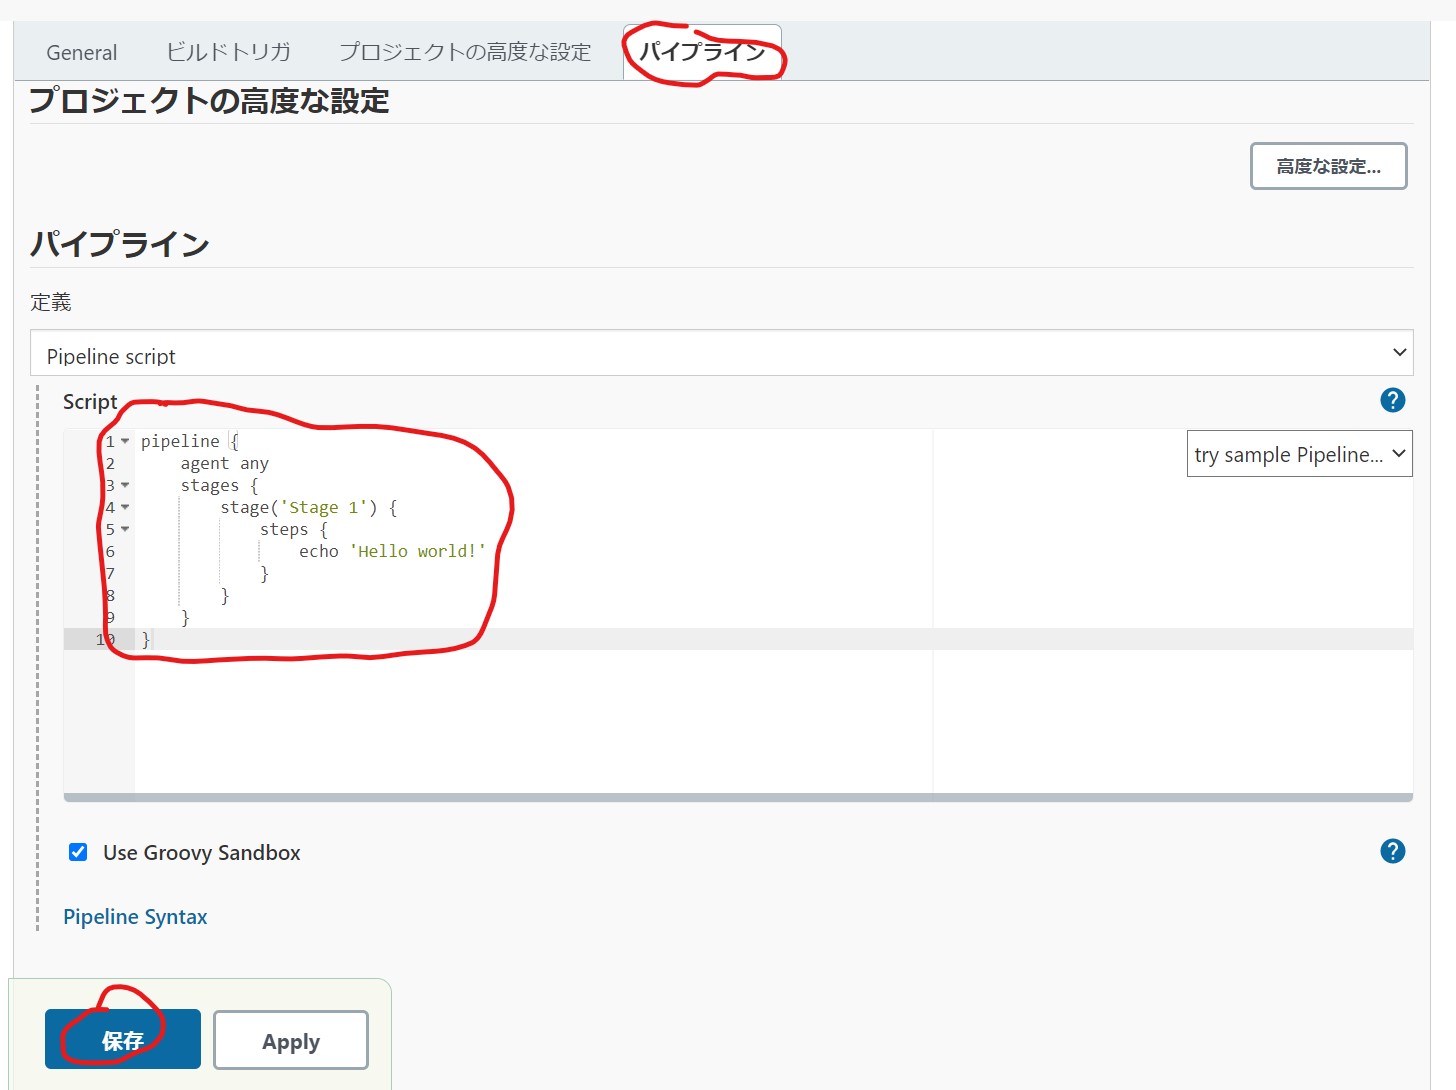 General ビルドトリガ プロジェクトの高度な設定 パイプライン
プロジェクトの高度な設定
高度な設定...
パイプライン
定義
Pipeline script
Script
?
try sample Pipeline...
1 pipeline {
2     agent any
3     stages {
4         stage('Stage 1') {
5             steps {
6                 echo 'Hello world!'
7             }
8         }
9     }
10 }
Use Groovy Sandbox
?
Pipeline Syntax
保存 Apply